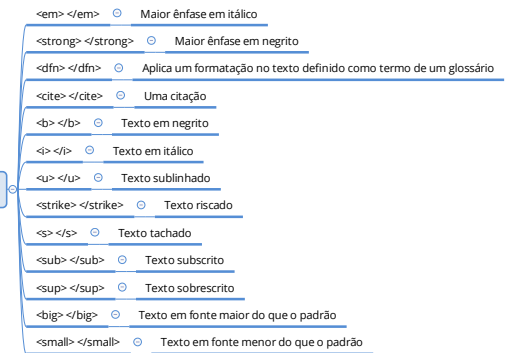 <em> </em> Maior ênfase em itálico
<strong> </strong> Maior ênfase em negrito
<dfn> </dfn> Aplica um formatação no texto definido como termo de um glossário
<cite> </cite> Uma citação
<b> </b> Texto em negrito
<i> </i> Texto em itálico
<u> </u> Texto sublinhado
<strike> </strike> Texto riscado
<s> </s> Texto tachado
<sub> </sub> Texto subscrito
<sup> </sup> Texto sobrescrito
<big> </big> Texto em fonte maior do que o padrão
<small> </small> Texto em fonte menor do que o padrão